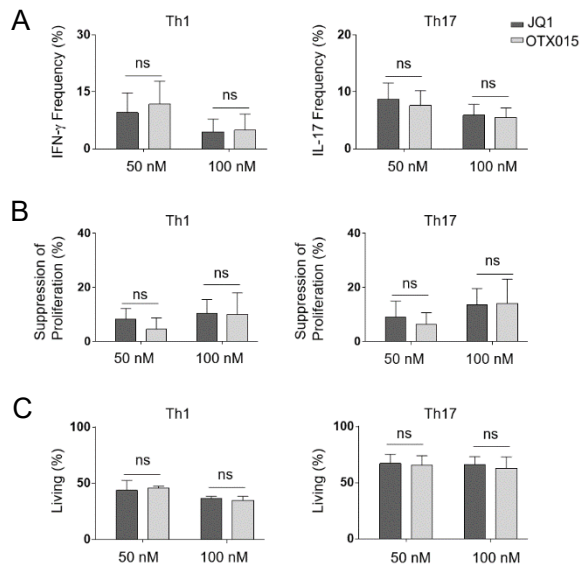 A
Th1
IFN-γ Frequency (%)
30
15
0
ns
ns
50 nM
100 nM
Th17
IL-17 Frequency (%)
20
10
0
ns
ns
50 nM
100 nM
JQ1
OTX015
B
Th1
Suppression of
Proliferation (%)
40
20
0
ns
ns
50 nM
100 nM
Th17
Suppression of
Proliferation (%)
40
20
0
ns
ns
50 nM
100 nM
C
Th1
Living (%)
100
50
0
ns
ns
50 nM
100 nM
Th17
Living (%)
100
50
0
ns
ns
50 nM
100 nM